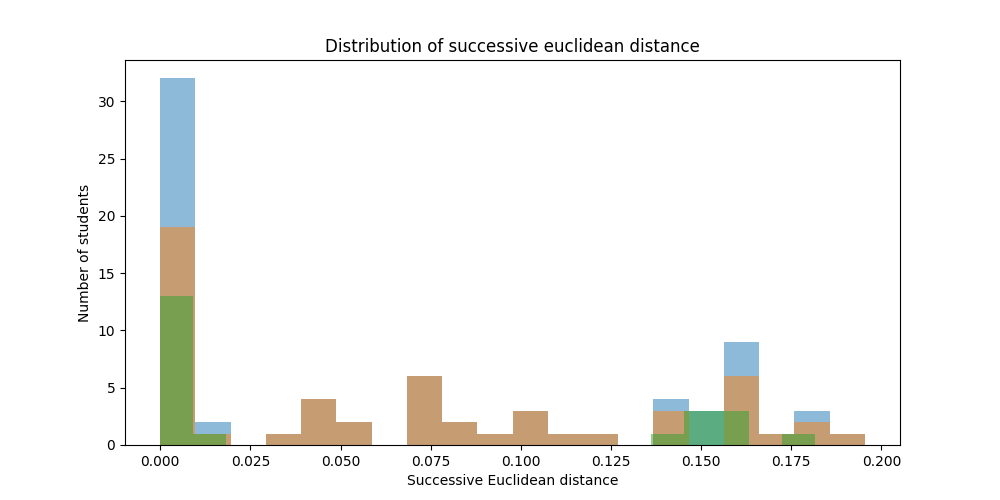 Distribution of successive euclidean distance
30
25
20
15
10
5
0
Number of students
0.000 0.025 0.050 0.075 0.100 0.125 0.150 0.175 0.200
Successive Euclidean distance